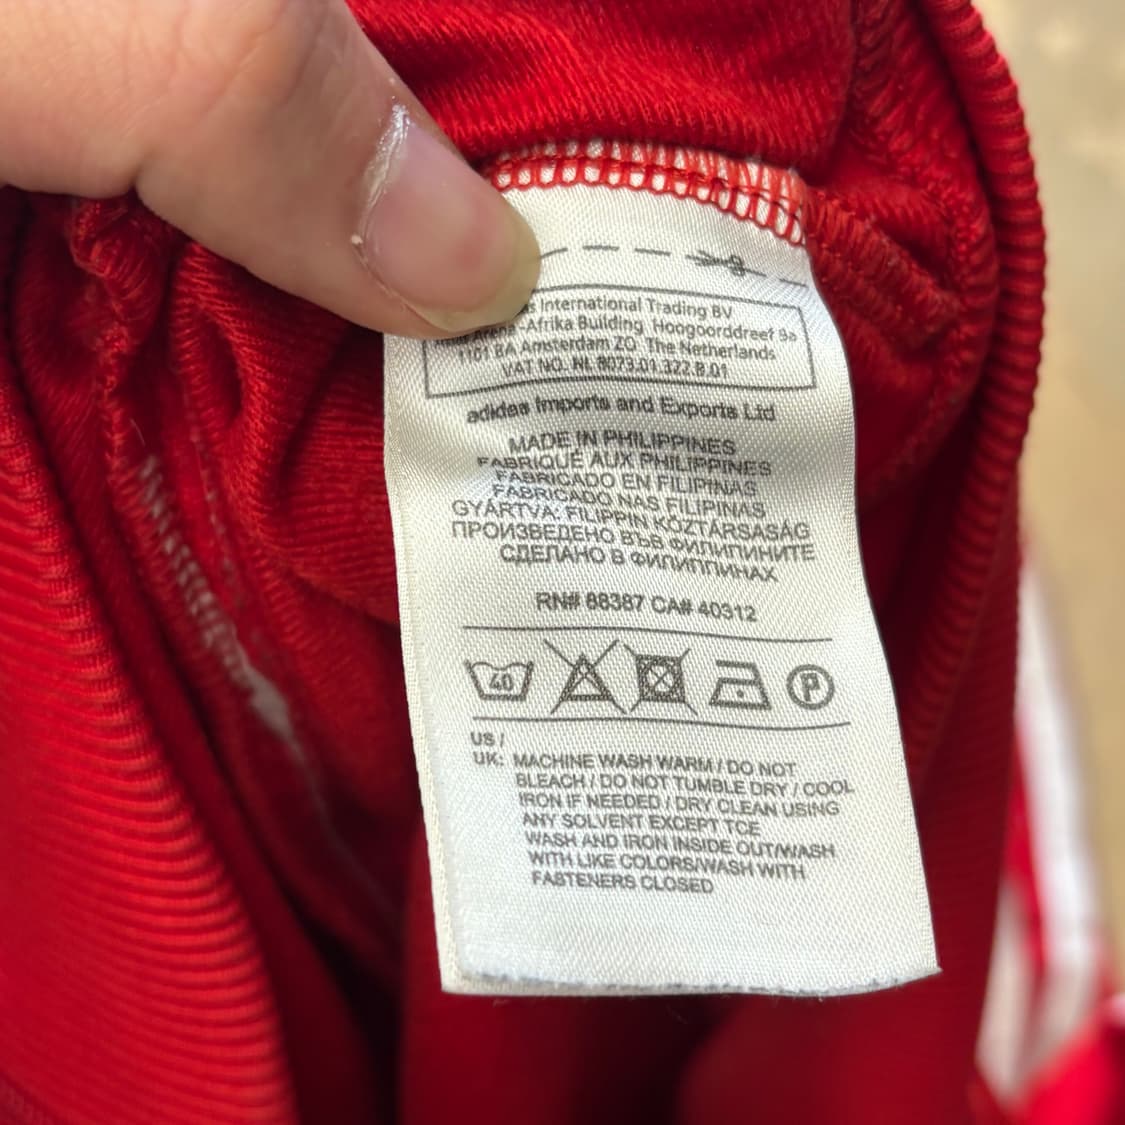 International Trading BV
Arena-Afrika Building Hoogoorddreef 9a
1101 BA Amsterdam ZO The Netherlands
VAT NO. NL 8073.01.322.B.01
adidas Imports and Exports Ltd
MADE IN PHILIPPINES
FABRIQUÉ AUX PHILIPPINES
FABRICADO EN FILIPINAS
FABRICADO NAS FILIPINAS
GYÁRTVA: FILIPPIN KÖZTÁRSASÁG
ПРОИЗВЕДЕНО ВЪВ ФИЛИПИНИТЕ
СДЕЛАНО В ФИЛИППИНАХ
RN# 88387 CA# 40312
40 P
US /
UK: MACHINE WASH WARM / DO NOT
BLEACH / DO NOT TUMBLE DRY / COOL
IRON IF NEEDED / DRY CLEAN USING
ANY SOLVENT EXCEPT TCE
WASH AND IRON INSIDE OUT/WASH
WITH LIKE COLORS/WASH WITH
FASTENERS CLOSED